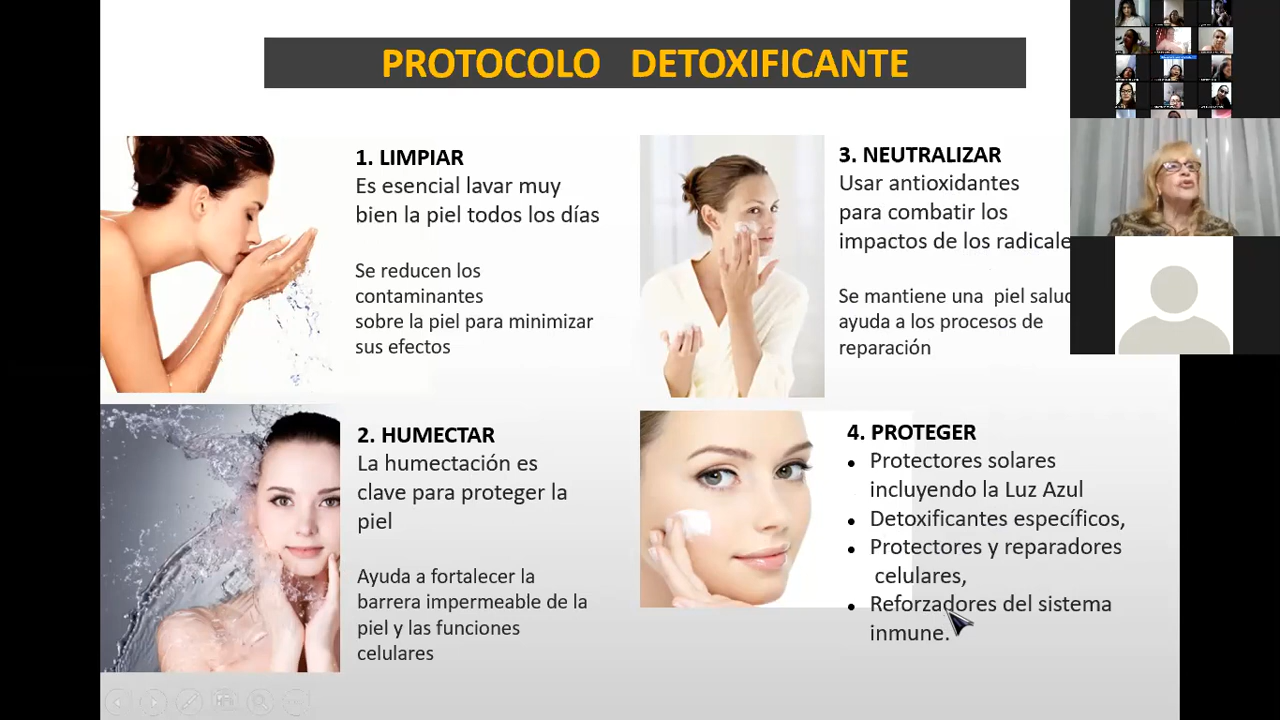 PROTOCOLO DETOXIFICANTE
1. LIMPIAR
Es esencial lavar muy
bien la piel todos los días
Se reducen los
contaminantes
sobre la piel para minimizar
sus efectos
2. HUMECTAR
La humectación es
clave para proteger la
piel
Ayuda a fortalecer la
barrera impermeable de la
piel y las funciones
celulares
3. NEUTRALIZAR
Usar antioxidantes
para combatir los
impactos de los radicale
Se mantiene una piel salud
ayuda a los procesos de
reparación
4. PROTEGER
• Protectores solares
incluyendo la Luz Azul
• Detoxificantes específicos,
• Protectores y reparadores
celulares,
• Reforzadores del sistema
inmune.